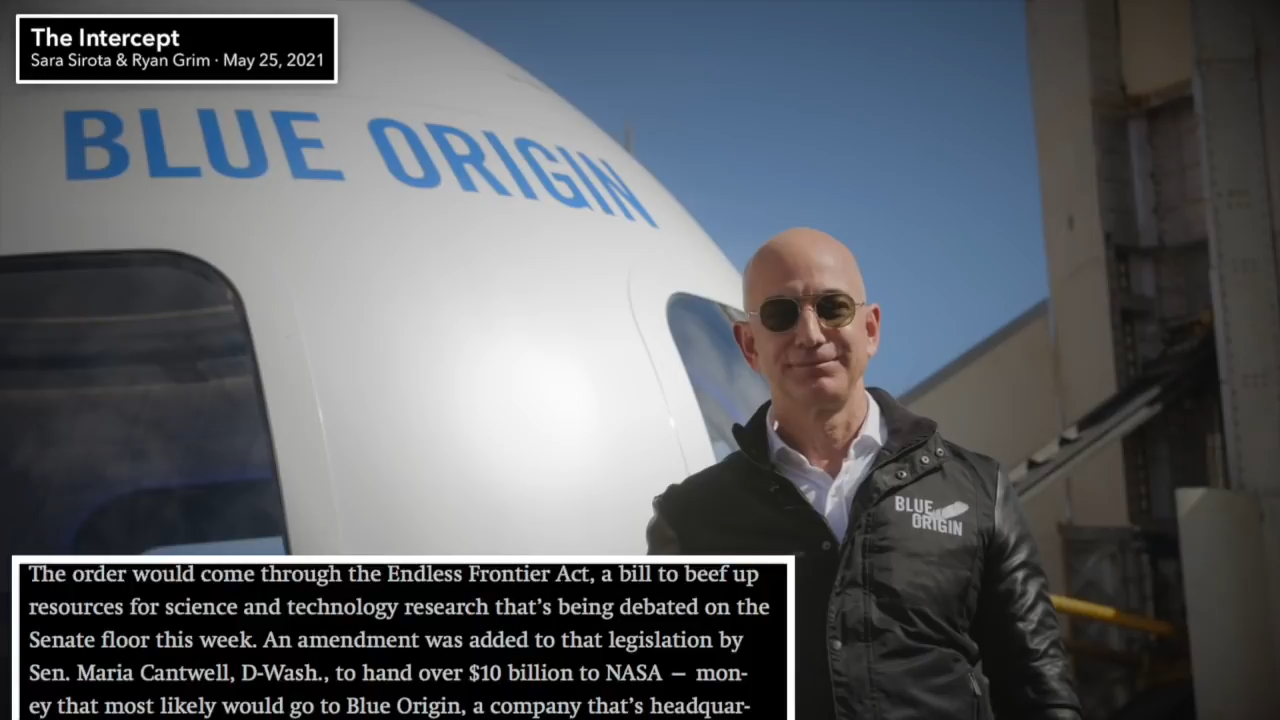 The Intercept
Sara Sirota & Ryan Grim · May 25, 2021
BLUE ORIGIN
BLUE
ORIGIN
The order would come through the Endless Frontier Act, a bill to beef up
resources for science and technology research that’s being debated on the
Senate floor this week. An amendment was added to that legislation by
Sen. Maria Cantwell, D-Wash., to hand over $10 billion to NASA — mon-
ey that most likely would go to Blue Origin, a company that’s headquar-